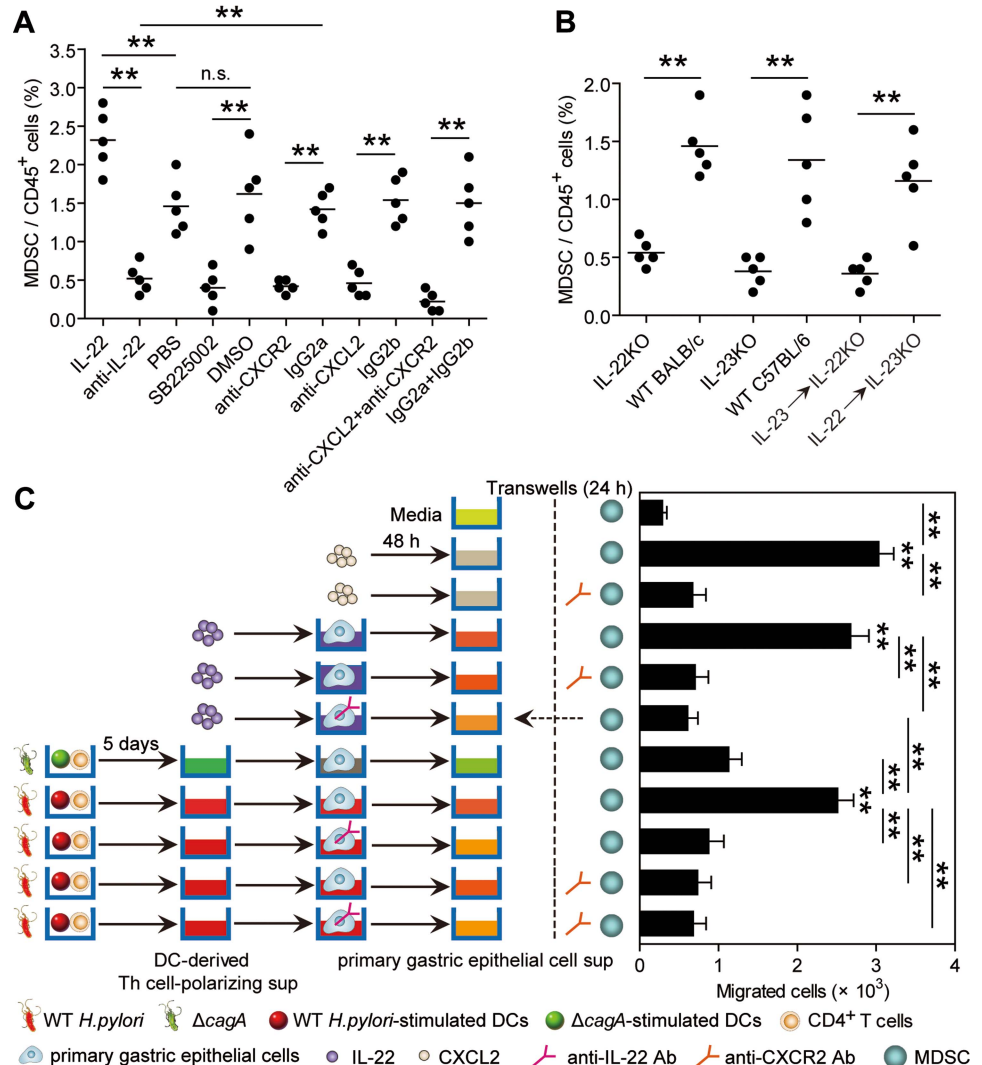 A
**
**
**
n.s.
**
**
**
**
MDSC / CD45+ cells (%)
3.5
3.0
2.5
2.0
1.5
1.0
0.5
0.0
IL-22
anti-IL-22
PBS
SB225002
DMSO
anti-CXCR2
IgG2a
anti-CXCL2
IgG2b
anti-CXCL2+anti-CXCR2
IgG2a+IgG2b
B
**
**
**
MDSC / CD45+ cells (%)
2.0
1.5
1.0
0.5
0.0
IL-22KO
WT BALB/c
IL-23KO
WT C57BL/6
IL-23 → IL-22KO
IL-22 → IL-23KO
C
Transwells (24 h)
Media
48 h
5 days
**
**
**
**
**
**
**
**
**
**
**
**
DC-derived
Th cell-polarizing sup
primary gastric epithelial cell sup
0 1 2 3 4
Migrated cells (× 10³)
WT H.pylori ΔcagA WT H.pylori-stimulated DCs ΔcagA-stimulated DCs CD4+ T cells
primary gastric epithelial cells IL-22 CXCL2 anti-IL-22 Ab anti-CXCR2 Ab MDSC